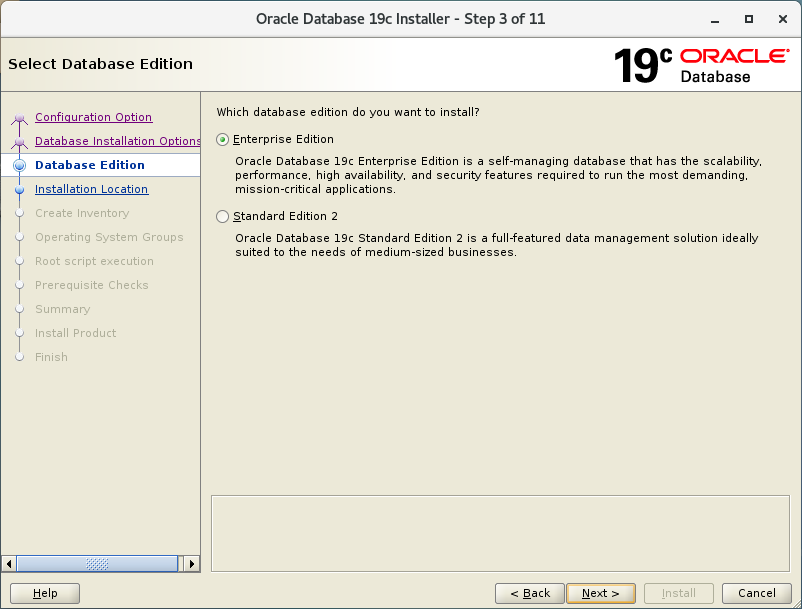 Oracle Database 19c Installer - Step 3 of 11
Select Database Edition
19c ORACLE
Database
Configuration Option
Database Installation Options
Database Edition
Installation Location
Create Inventory
Operating System Groups
Root script execution
Prerequisite Checks
Summary
Install Product
Finish
Which database edition do you want to install?
Enterprise Edition
Oracle Database 19c Enterprise Edition is a self-managing database that has the scalability,
performance, high availability, and security features required to run the most demanding,
mission-critical applications.
Standard Edition 2
Oracle Database 19c Standard Edition 2 is a full-featured data management solution ideally
suited to the needs of medium-sized businesses.
Help
< Back
Next >
Install
Cancel